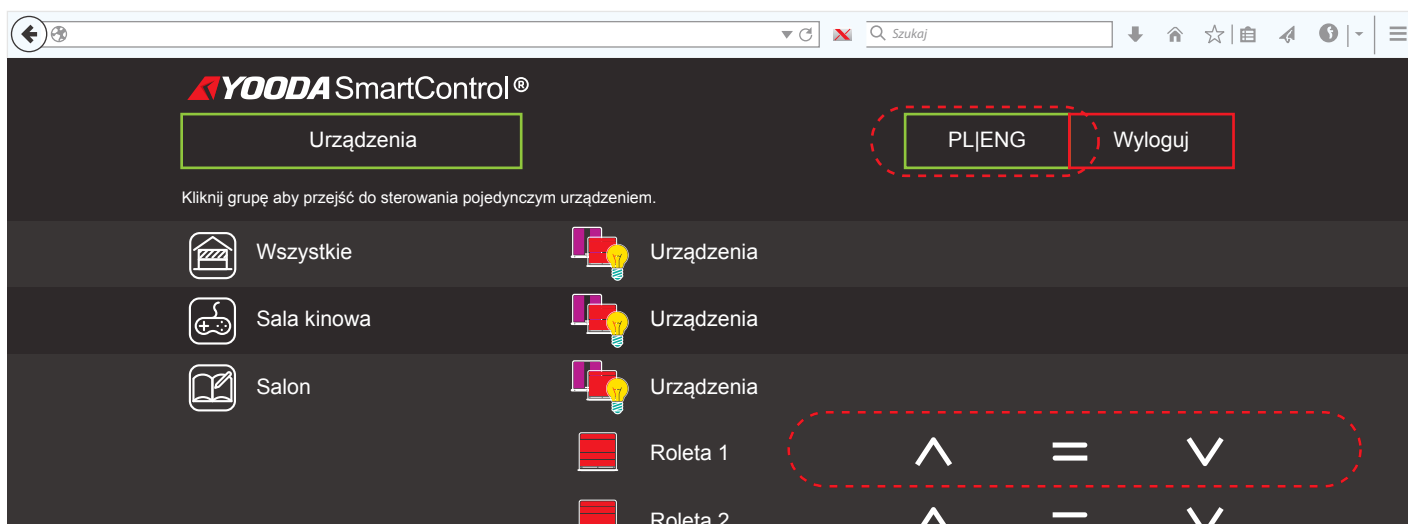 Szukaj
YOODA SmartControl®
Urządzenia
PL|ENG
Wyloguj
Kliknij grupę aby przejść do sterowania pojedynczym urządzeniem.
Wszystkie
Urządzenia
Sala kinowa
Urządzenia
Salon
Urządzenia
Roleta 1
Roleta 2